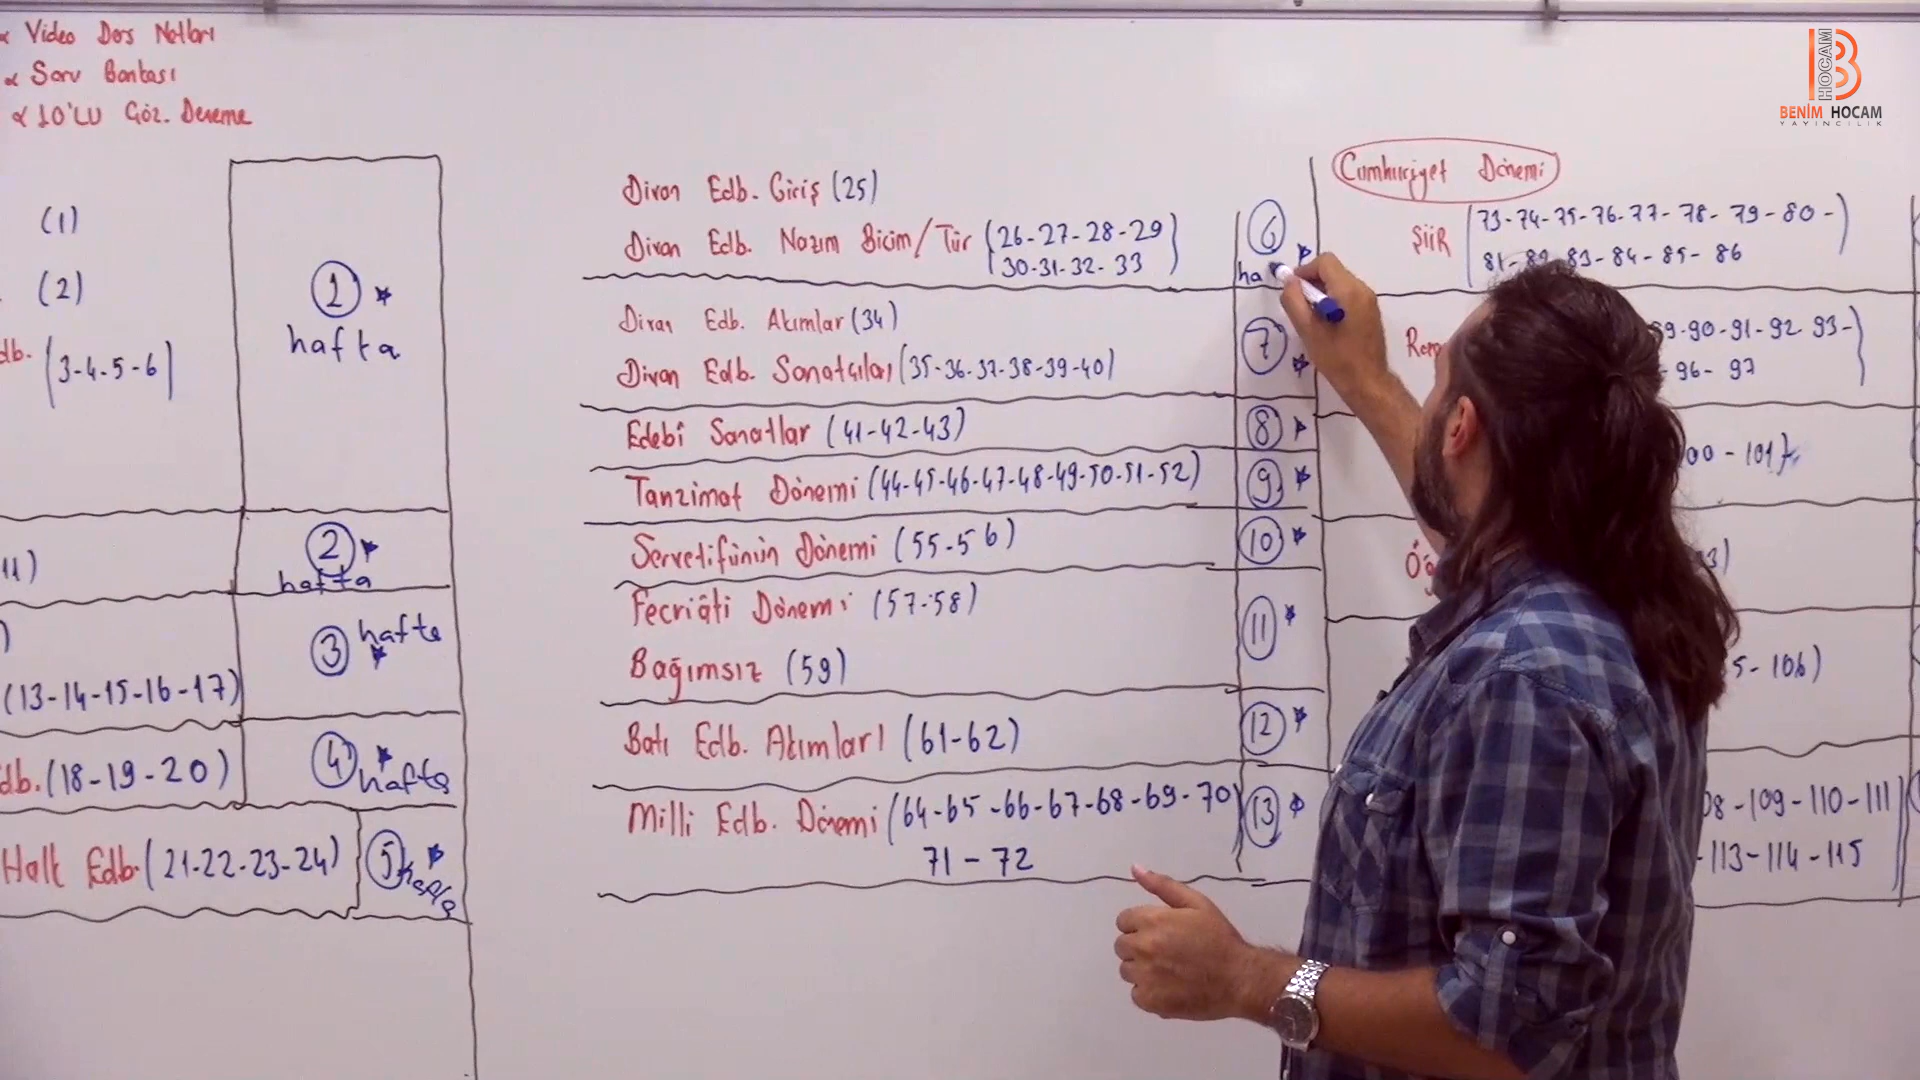 Video Ders Notları
Soru Bankası
10'LU Göz. Deneme
(1)
(2)
db. (3-4-5-6)
11)
(13-14-15-16-17)
db. (18-19-20)
Halk Edb. (21-22-23-24)
1
hafta
2
hafta
3 hafta
4 hafta
5 hafta
Divan Edb. Giriş (25)
Divan Edb. Nazım Biçim/Tür (26-27-28-29
30-31-32-33)
Divan Edb. Akımlar (34)
Divan Edb. Sanatçıları (35-36-37-38-39-40)
Edebî Sanatlar (41-42-43)
Tanzimat Dönemi (44-45-46-47-48-49-50-51-52)
Servetifünün Dönemi (55-56)
Fecriâti Dönemi (57-58)
Bağımsız (59)
Batı Edb. Akımları (61-62)
Milli Edb. Dönemi (64-65-66-67-68-69-70
71-72)
6
ha
7
8
9
10
11
12
13
Cumhuriyet Dönemi
ŞİİR (73-74-75-76-77-78-79-80-
81-82-83-84-85-86)
-90-91-92-93-
-96-97
00-101)
3)
5-106)
08-109-110-111
-113-114-115
HOCAM
BENİM HOCAM
YAYINCILIK